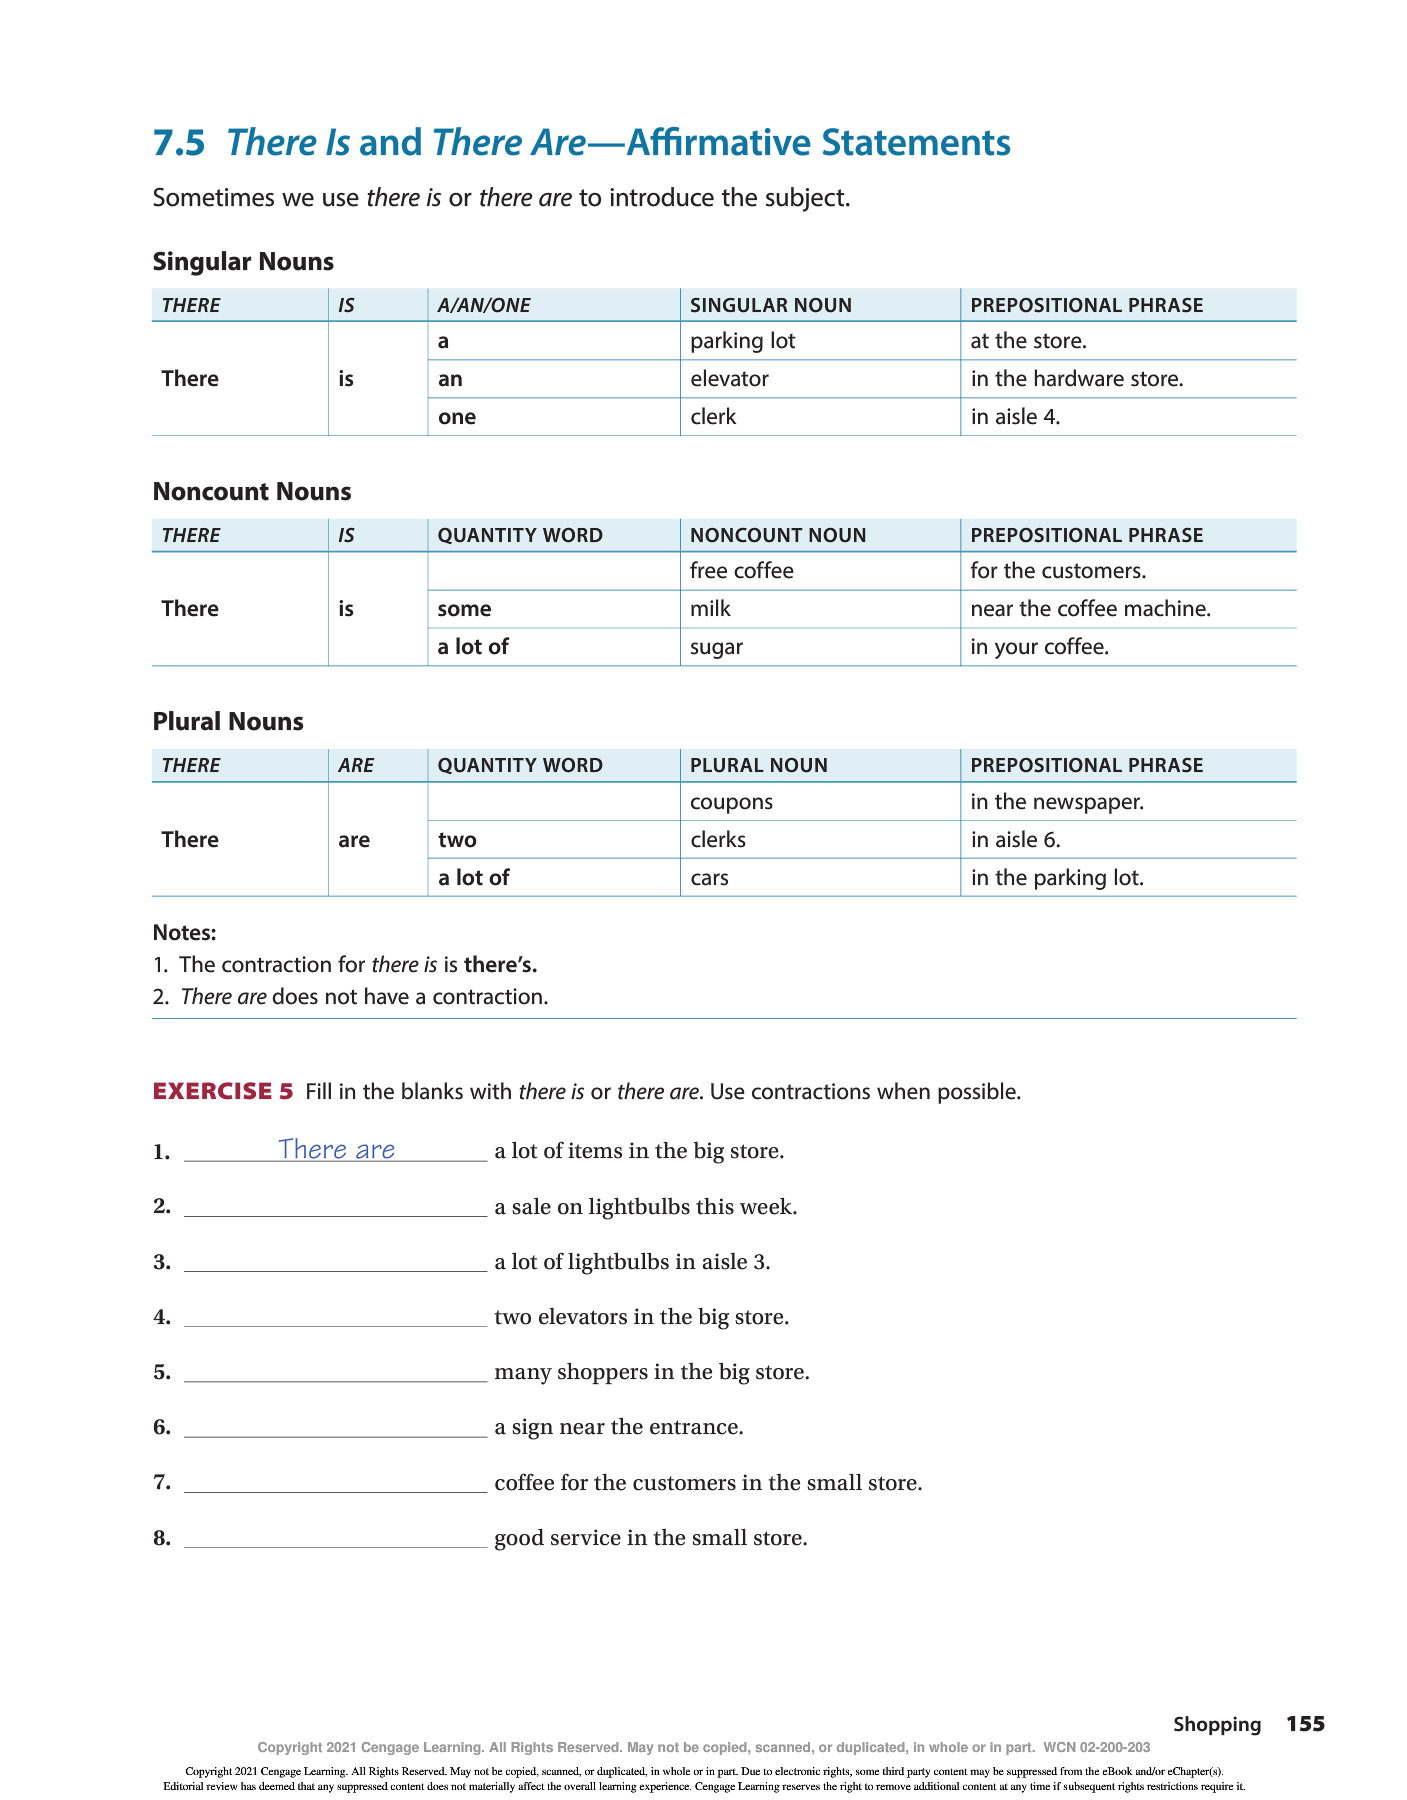 7.5 There Is and There Are—Affirmative Statements
Sometimes we use there is or there are to introduce the subject.
Singular Nouns
THERE IS A/AN/ONE SINGULAR NOUN PREPOSITIONAL PHRASE
There is a parking lot at the store.
an elevator in the hardware store.
one clerk in aisle 4.
Noncount Nouns
THERE IS QUANTITY WORD NONCOUNT NOUN PREPOSITIONAL PHRASE
There is free coffee for the customers.
some milk near the coffee machine.
a lot of sugar in your coffee.
Plural Nouns
THERE ARE QUANTITY WORD PLURAL NOUN PREPOSITIONAL PHRASE
There are coupons in the newspaper.
two clerks in aisle 6.
a lot of cars in the parking lot.
Notes:
1. The contraction for there is is there's.
2. There are does not have a contraction.
EXERCISE 5 Fill in the blanks with there is or there are. Use contractions when possible.
1. There are a lot of items in the big store.
2. a sale on lightbulbs this week.
3. a lot of lightbulbs in aisle 3.
4. two elevators in the big store.
5. many shoppers in the big store.
6. a sign near the entrance.
7. coffee for the customers in the small store.
8. good service in the small store.
Shopping 155
Copyright 2021 Cengage Learning. All Rights Reserved. May not be copied, scanned, or duplicated, in whole or in part. WCN 02-200-203
Copyright 2021 Cengage Learning. All Rights Reserved. May not be copied, scanned, or duplicated, in whole or in part. Due to electronic rights, some third party content may be suppressed from the eBook and/or eChapter(s).
Editorial review has deemed that any suppressed content does not materially affect the overall learning experience. Cengage Learning reserves the right to remove additional content at any time if subsequent rights restrictions require it.